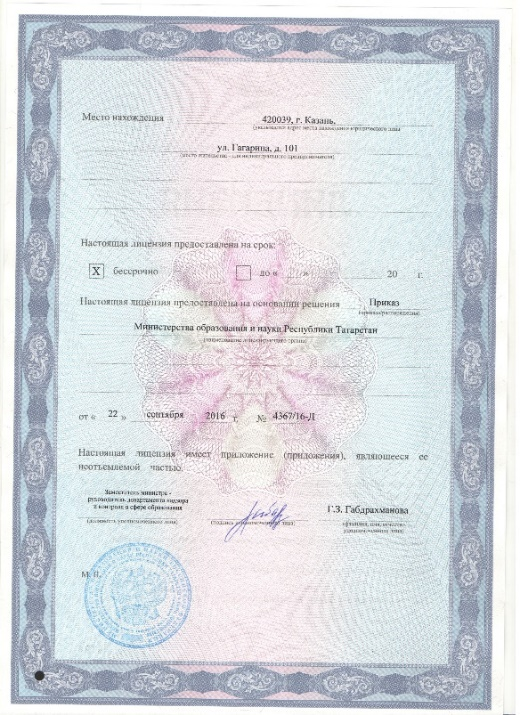 Место нахождения 420039, г. Казань,
(указывается адрес места нахождения юридического лица
ул. Гагарина, д. 101
(место жительства - для индивидуального предпринимателя)
Настоящая лицензия предоставлена на срок:
X бессрочно до « » 20 г.
Настоящая лицензия предоставлена на основании решения Приказ
(приказ/распоряжение)
Министерства образования и науки Республики Татарстан
(наименование лицензирующего органа)
от « 22 » сентября 2016 г. № 4367/16-Л
Настоящая лицензия имеет приложение (приложения), являющееся ее
неотъемлемой частью.
Заместитель министра -
руководитель департамента надзора
и контроля в сфере образования
Г.З. Габдрахманова
(должность уполномоченного лица) (подпись уполномоченного лица) (фамилия, имя, отчество
уполномоченного лица)
М. П.